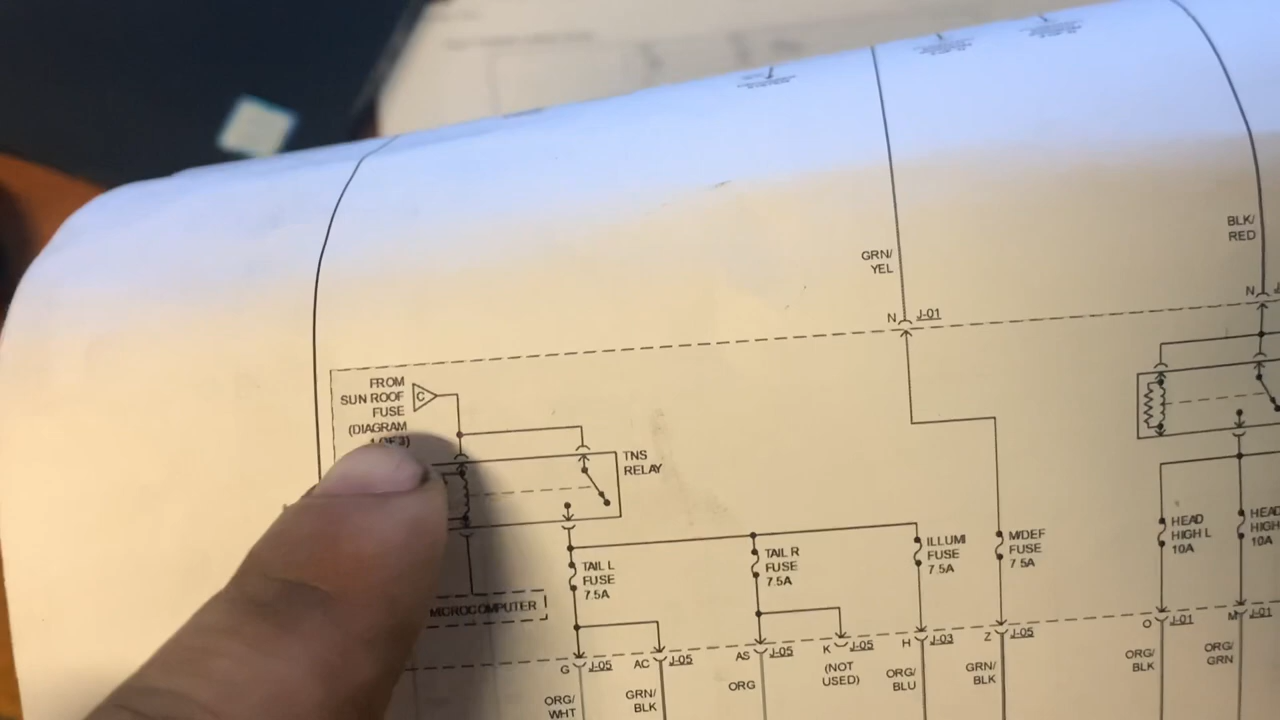 BLK/
RED
GRN/
YEL
N
J-01
N
FROM
SUN ROOF
FUSE
(DIAGRAM
C
TNS
RELAY
TAIL L
FUSE
7.5A
TAIL R
FUSE
7.5A
ILLUMI
FUSE
7.5A
M/DEF
FUSE
7.5A
HEAD
HIGH L
10A
HEAD
HIGH
10A
MICROCOMPUTER
G
J-05
AC
J-05
AS
J-05
K
J-05
(NOT
USED)
H
J-03
Z
J-05
O
J-01
M
J-01
ORG/
WHT
GRN/
BLK
ORG
ORG/
BLU
GRN/
BLK
ORG/
BLK
ORG/
GRN